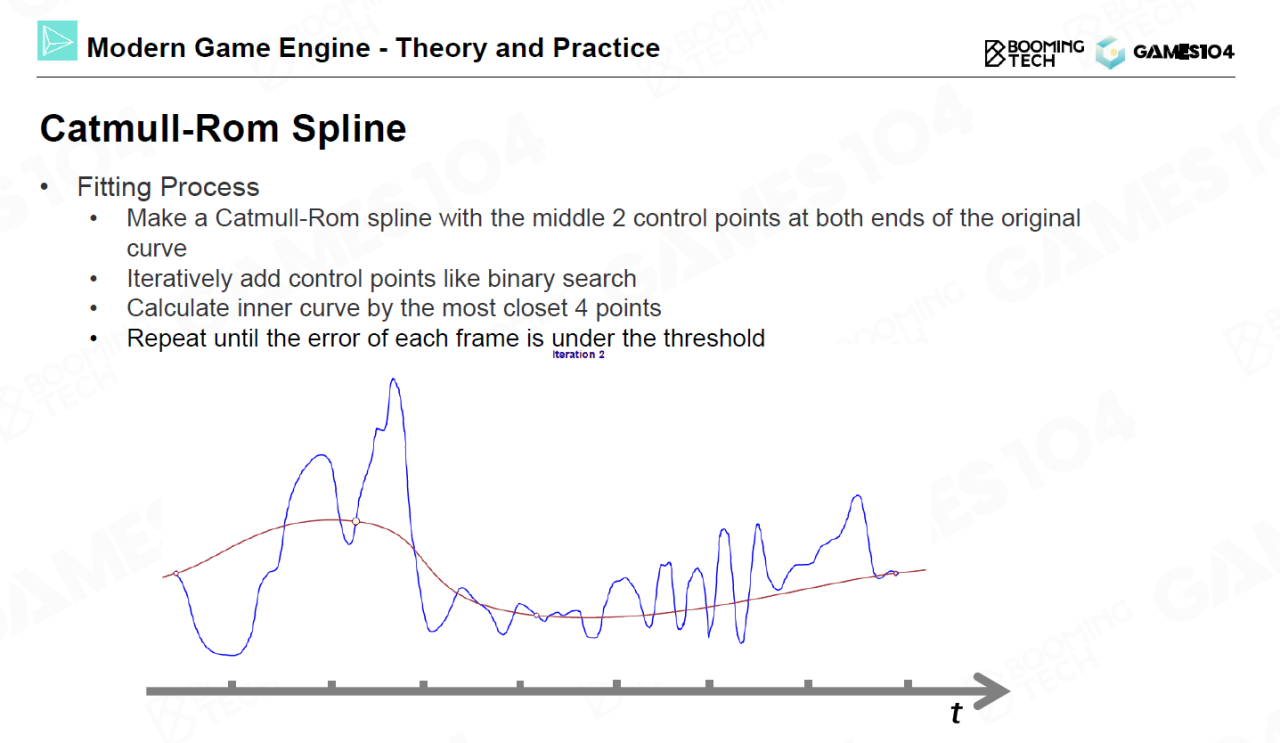 Modern Game Engine - Theory and Practice
BOOMING
TECH
GAMES104
Catmull-Rom Spline
• Fitting Process
• Make a Catmull-Rom spline with the middle 2 control points at both ends of the original
curve
• Iteratively add control points like binary search
• Calculate inner curve by the most closet 4 points
• Repeat until the error of each frame is under the threshold
Iteration 2
t